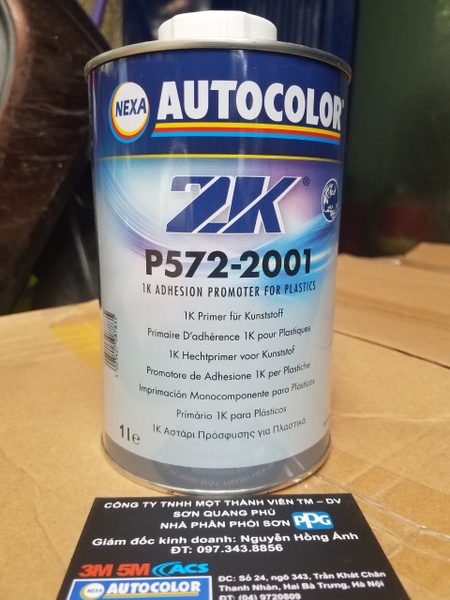 NEXA
AUTOCOLOR®
2K®
P572-2001
1K ADHESION PROMOTER FOR PLASTICS
1K Primer für Kunststoff
Primaire D'adhérence 1K pour Plastiques
1K Hechtprimer voor Kunststof
Promotore de Adhesione 1K per Plastiche
Imprimación Monocomponente para Plásticos
Primário 1K para Plásticos
1K Αστάρι Πρόσφυσης για Πλαστικά
1l e
CÔNG TY TNHH MỘT THÀNH VIÊN TM – DV
SƠN QUANG PHÚ
NHÀ PHÂN PHỐI SƠN PPG
Giám đốc kinh doanh: Nguyễn Hồng Ánh
ĐT: 097.343.8856
3M 5M ACS
NEXA AUTOCOLOR
ĐC: Số 24, ngõ 343, Trần Khát Chân
Thanh Nhàn, Hai Bà Trưng, Hà Nội
ĐT: (04) 9720809